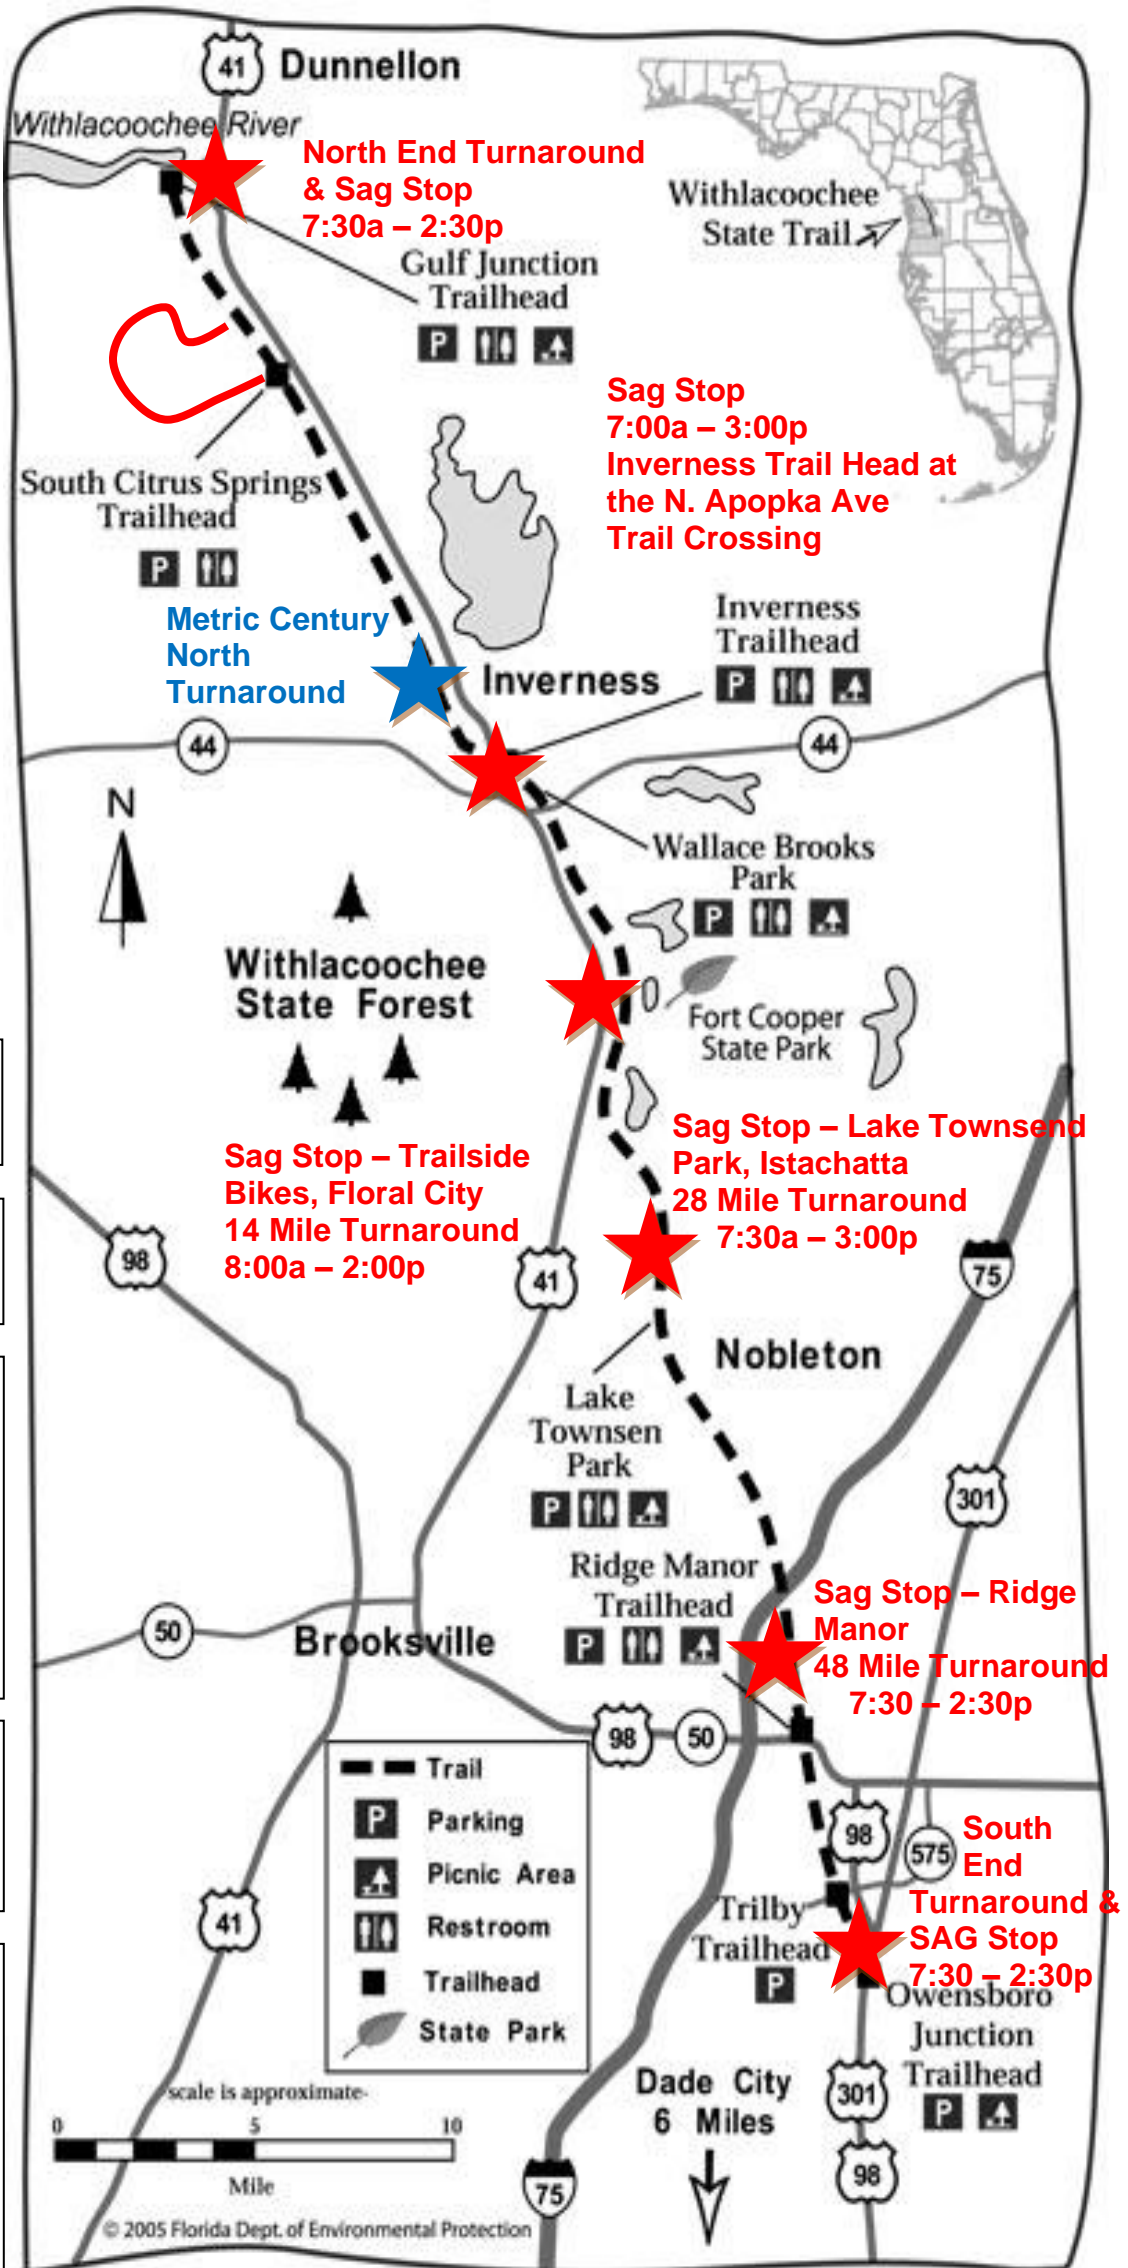 41
Dunnellon
Withlacoochee River
North End Turnaround
& Sag Stop
7:30a – 2:30p
Gulf Junction
Trailhead
P
Withlacoochee
State Trail
Sag Stop
7:00a – 3:00p
Inverness Trail Head at
the N. Apopka Ave
Trail Crossing
South Citrus Springs
Trailhead
P
Metric Century
North
Turnaround
Inverness
Trailhead
P
Inverness
44
44
N
Wallace Brooks
Park
P
Withlacoochee
State Forest
Fort Cooper
State Park
Sag Stop – Trailside
Bikes, Floral City
14 Mile Turnaround
8:00a – 2:00p
Sag Stop – Lake Townsend
Park, Istachatta
28 Mile Turnaround
7:30a – 3:00p
98
41
75
Nobleton
Lake
Townsen
Park
P
301
Ridge Manor
Trailhead
P
Sag Stop – Ridge
Manor
48 Mile Turnaround
7:30 – 2:30p
50
Brooksville
98
50
Trail
P Parking
Picnic Area
Restroom
Trailhead
State Park
98
575
South
End
Turnaround &
SAG Stop
7:30 – 2:30p
Trilby
Trailhead
P
41
Owensboro
Junction
Trailhead
P
301
Dade City
6 Miles
-scale is approximate-
0 5 10
Mile
75
98
© 2005 Florida Dept. of Environmental Protection